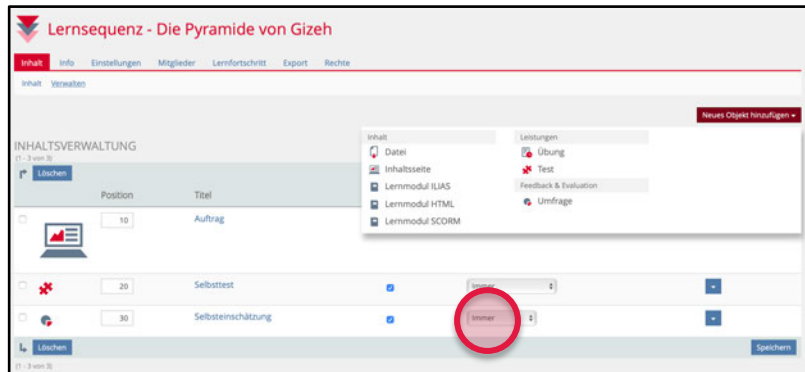 Lernsequenz - Die Pyramide von Gizeh
Inhalt Info Einstellungen Mitglieder Lernfortschritt Export Rechte
Inhalt Verwalten
Neues Objekt hinzufügen
INHALTSVERWALTUNG
(1 - 3 von 3)
Löschen
Position Titel
Inhalt
Datei
Inhaltsseite
Lernmodul ILIAS
Lernmodul HTML
Lernmodul SCORM
Leistungen
Übung
Test
Feedback & Evaluation
Umfrage
10 Auftrag
20 Selbsttest Immer
30 Selbsteinschätzung Immer
Löschen Speichern
(1 - 3 von 3)